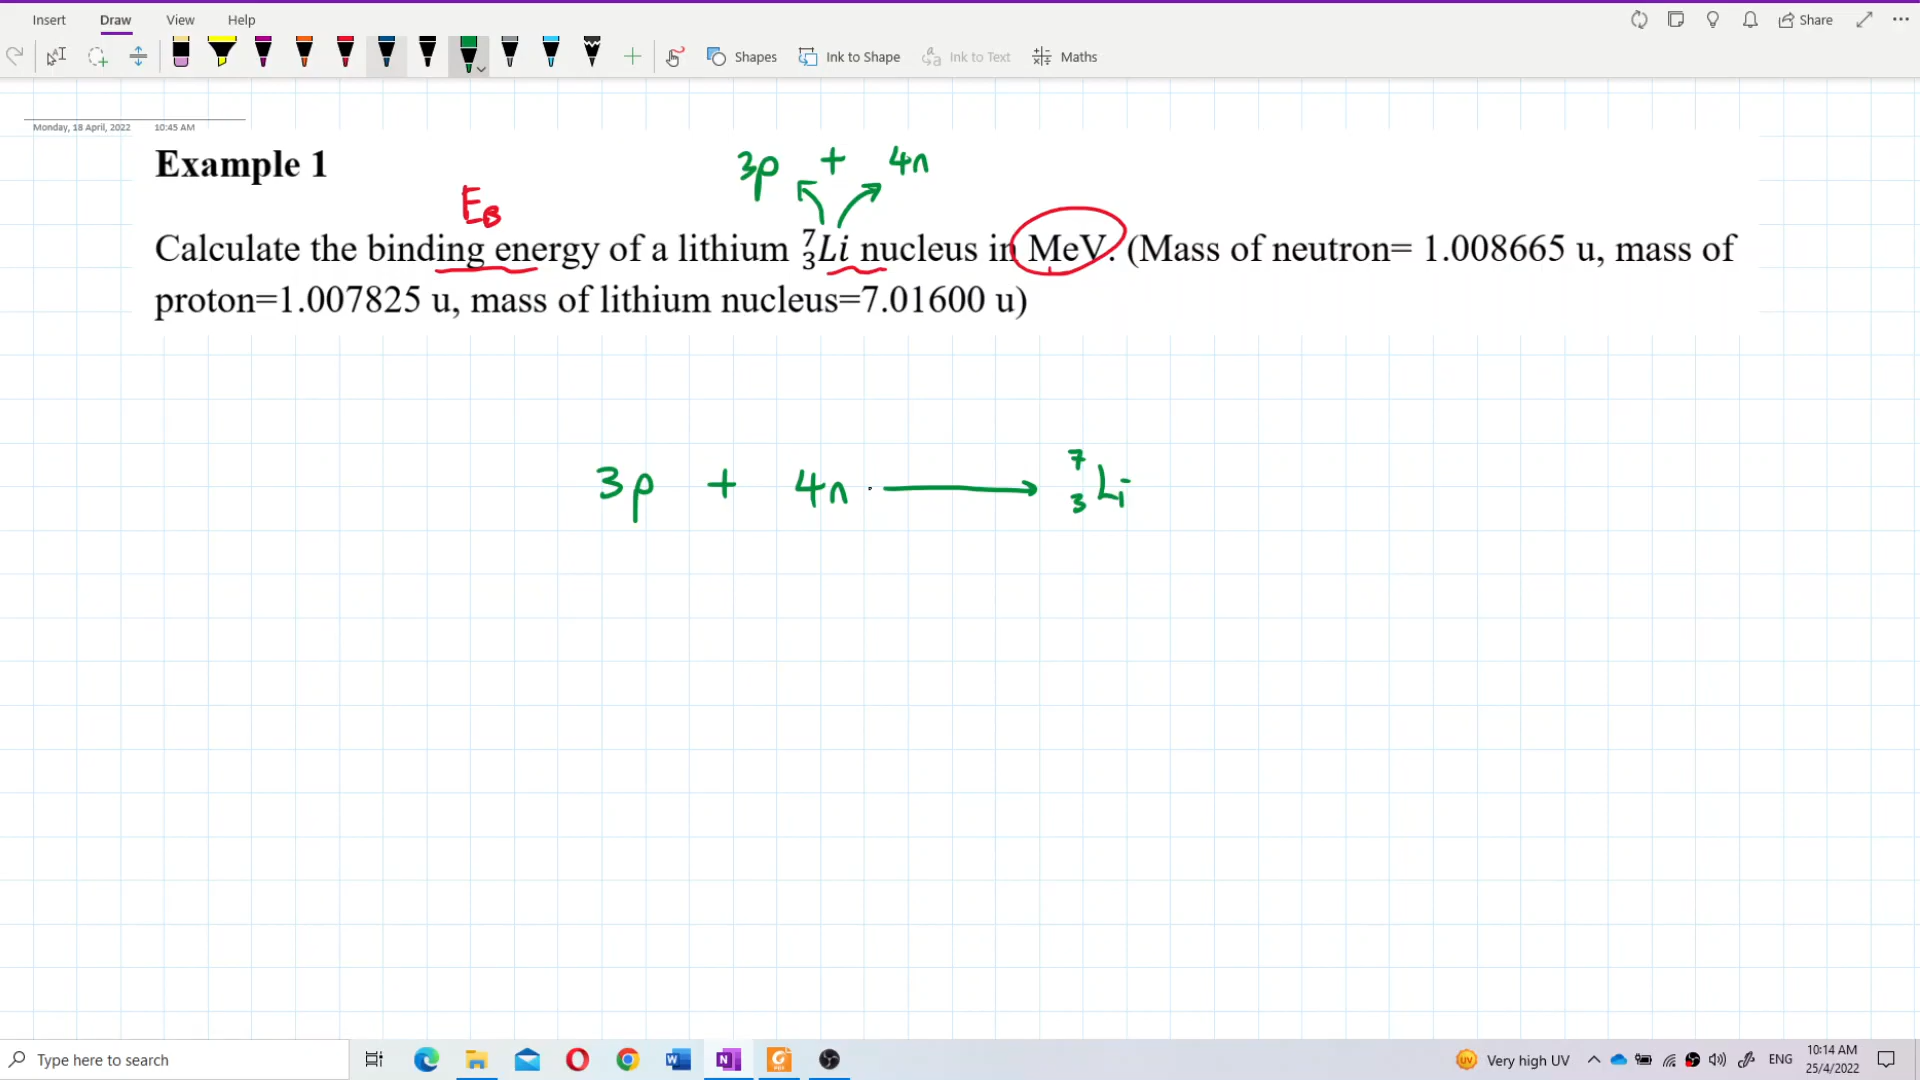 Insert Draw View Help Share
Shapes Ink to Shape Ink to Text Maths
Monday, 18 April, 2022 10:45 AM
Example 1
3p + 4n
EB
Calculate the binding energy of a lithium ⁷₃Li nucleus in MeV. (Mass of neutron= 1.008665 u, mass of
proton=1.007825 u, mass of lithium nucleus=7.01600 u)
3p + 4n → ⁷₃Li
Type here to search Very high UV ENG 10:14 AM
25/4/2022